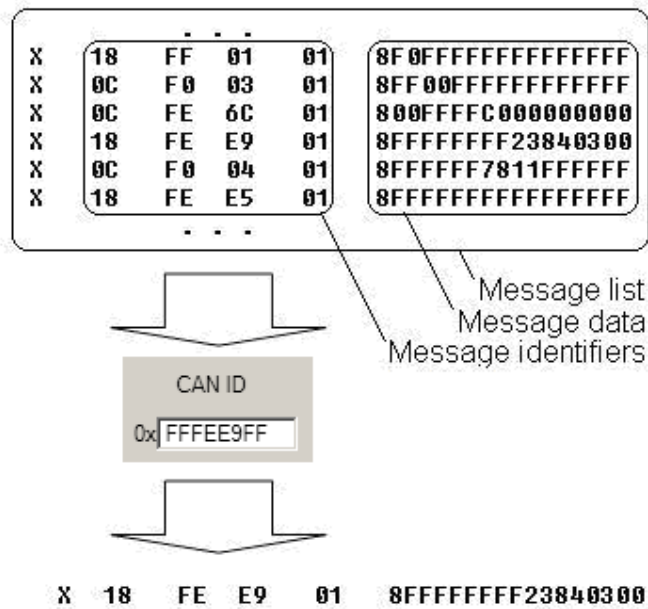 . . .
X 18 FF 01 01 8F0FFFFFFFFFFFFFF
X 0C F0 03 01 8FF00FFFFFFFFFFFF
X 0C FE 6C 01 800FFFFC000000000
X 18 FE E9 01 8FFFFFFFF23840300
X 0C F0 04 01 8FFFFFF7811FFFFFF
X 18 FE E5 01 8FFFFFFFFFFFFFFFF
. . .
Message list
Message data
Message identifiers
CAN ID
0x FFFEE9FF
X 18 FE E9 01 8FFFFFFFF23840300